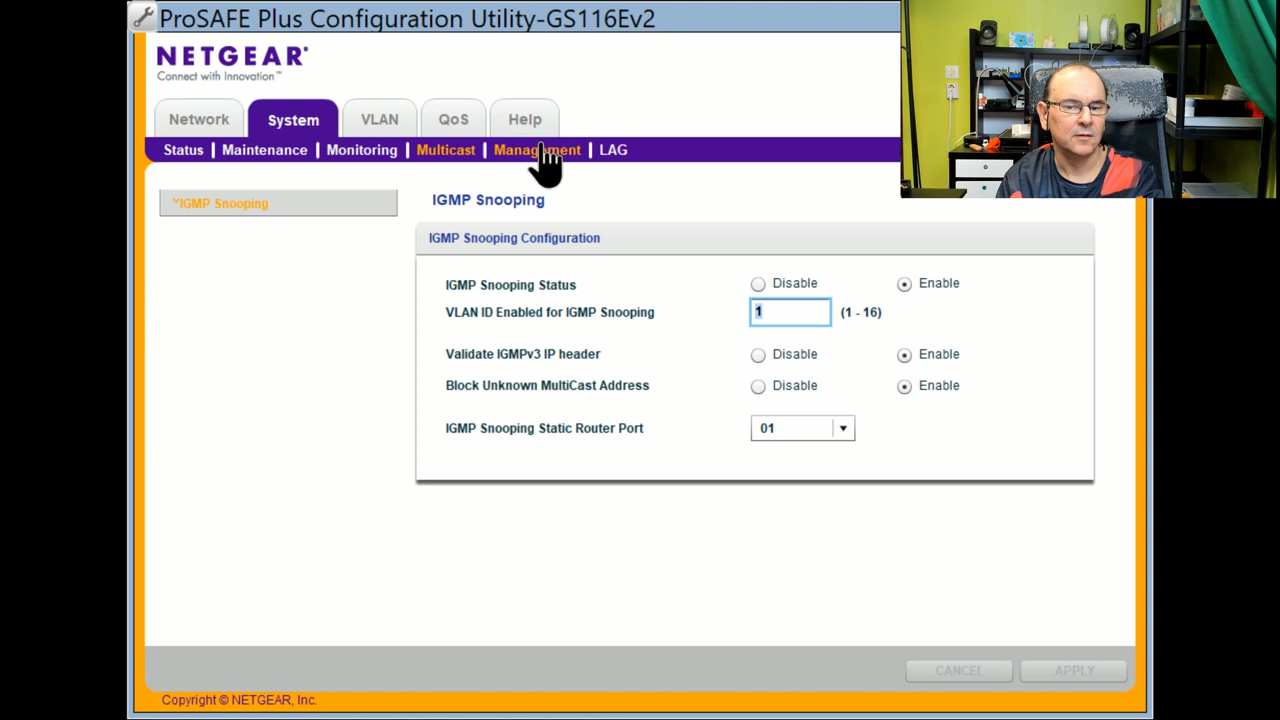 ProSAFE Plus Configuration Utility-GS116Ev2
NETGEAR®
Connect with Innovation™
Network System VLAN QoS Help
Status | Maintenance | Monitoring | Multicast | Management | LAG
IGMP Snooping
IGMP Snooping
IGMP Snooping Configuration
IGMP Snooping Status Disable Enable
VLAN ID Enabled for IGMP Snooping 1 (1 - 16)
Validate IGMPv3 IP header Disable Enable
Block Unknown MultiCast Address Disable Enable
IGMP Snooping Static Router Port 01
CANCEL APPLY
Copyright © NETGEAR, Inc.